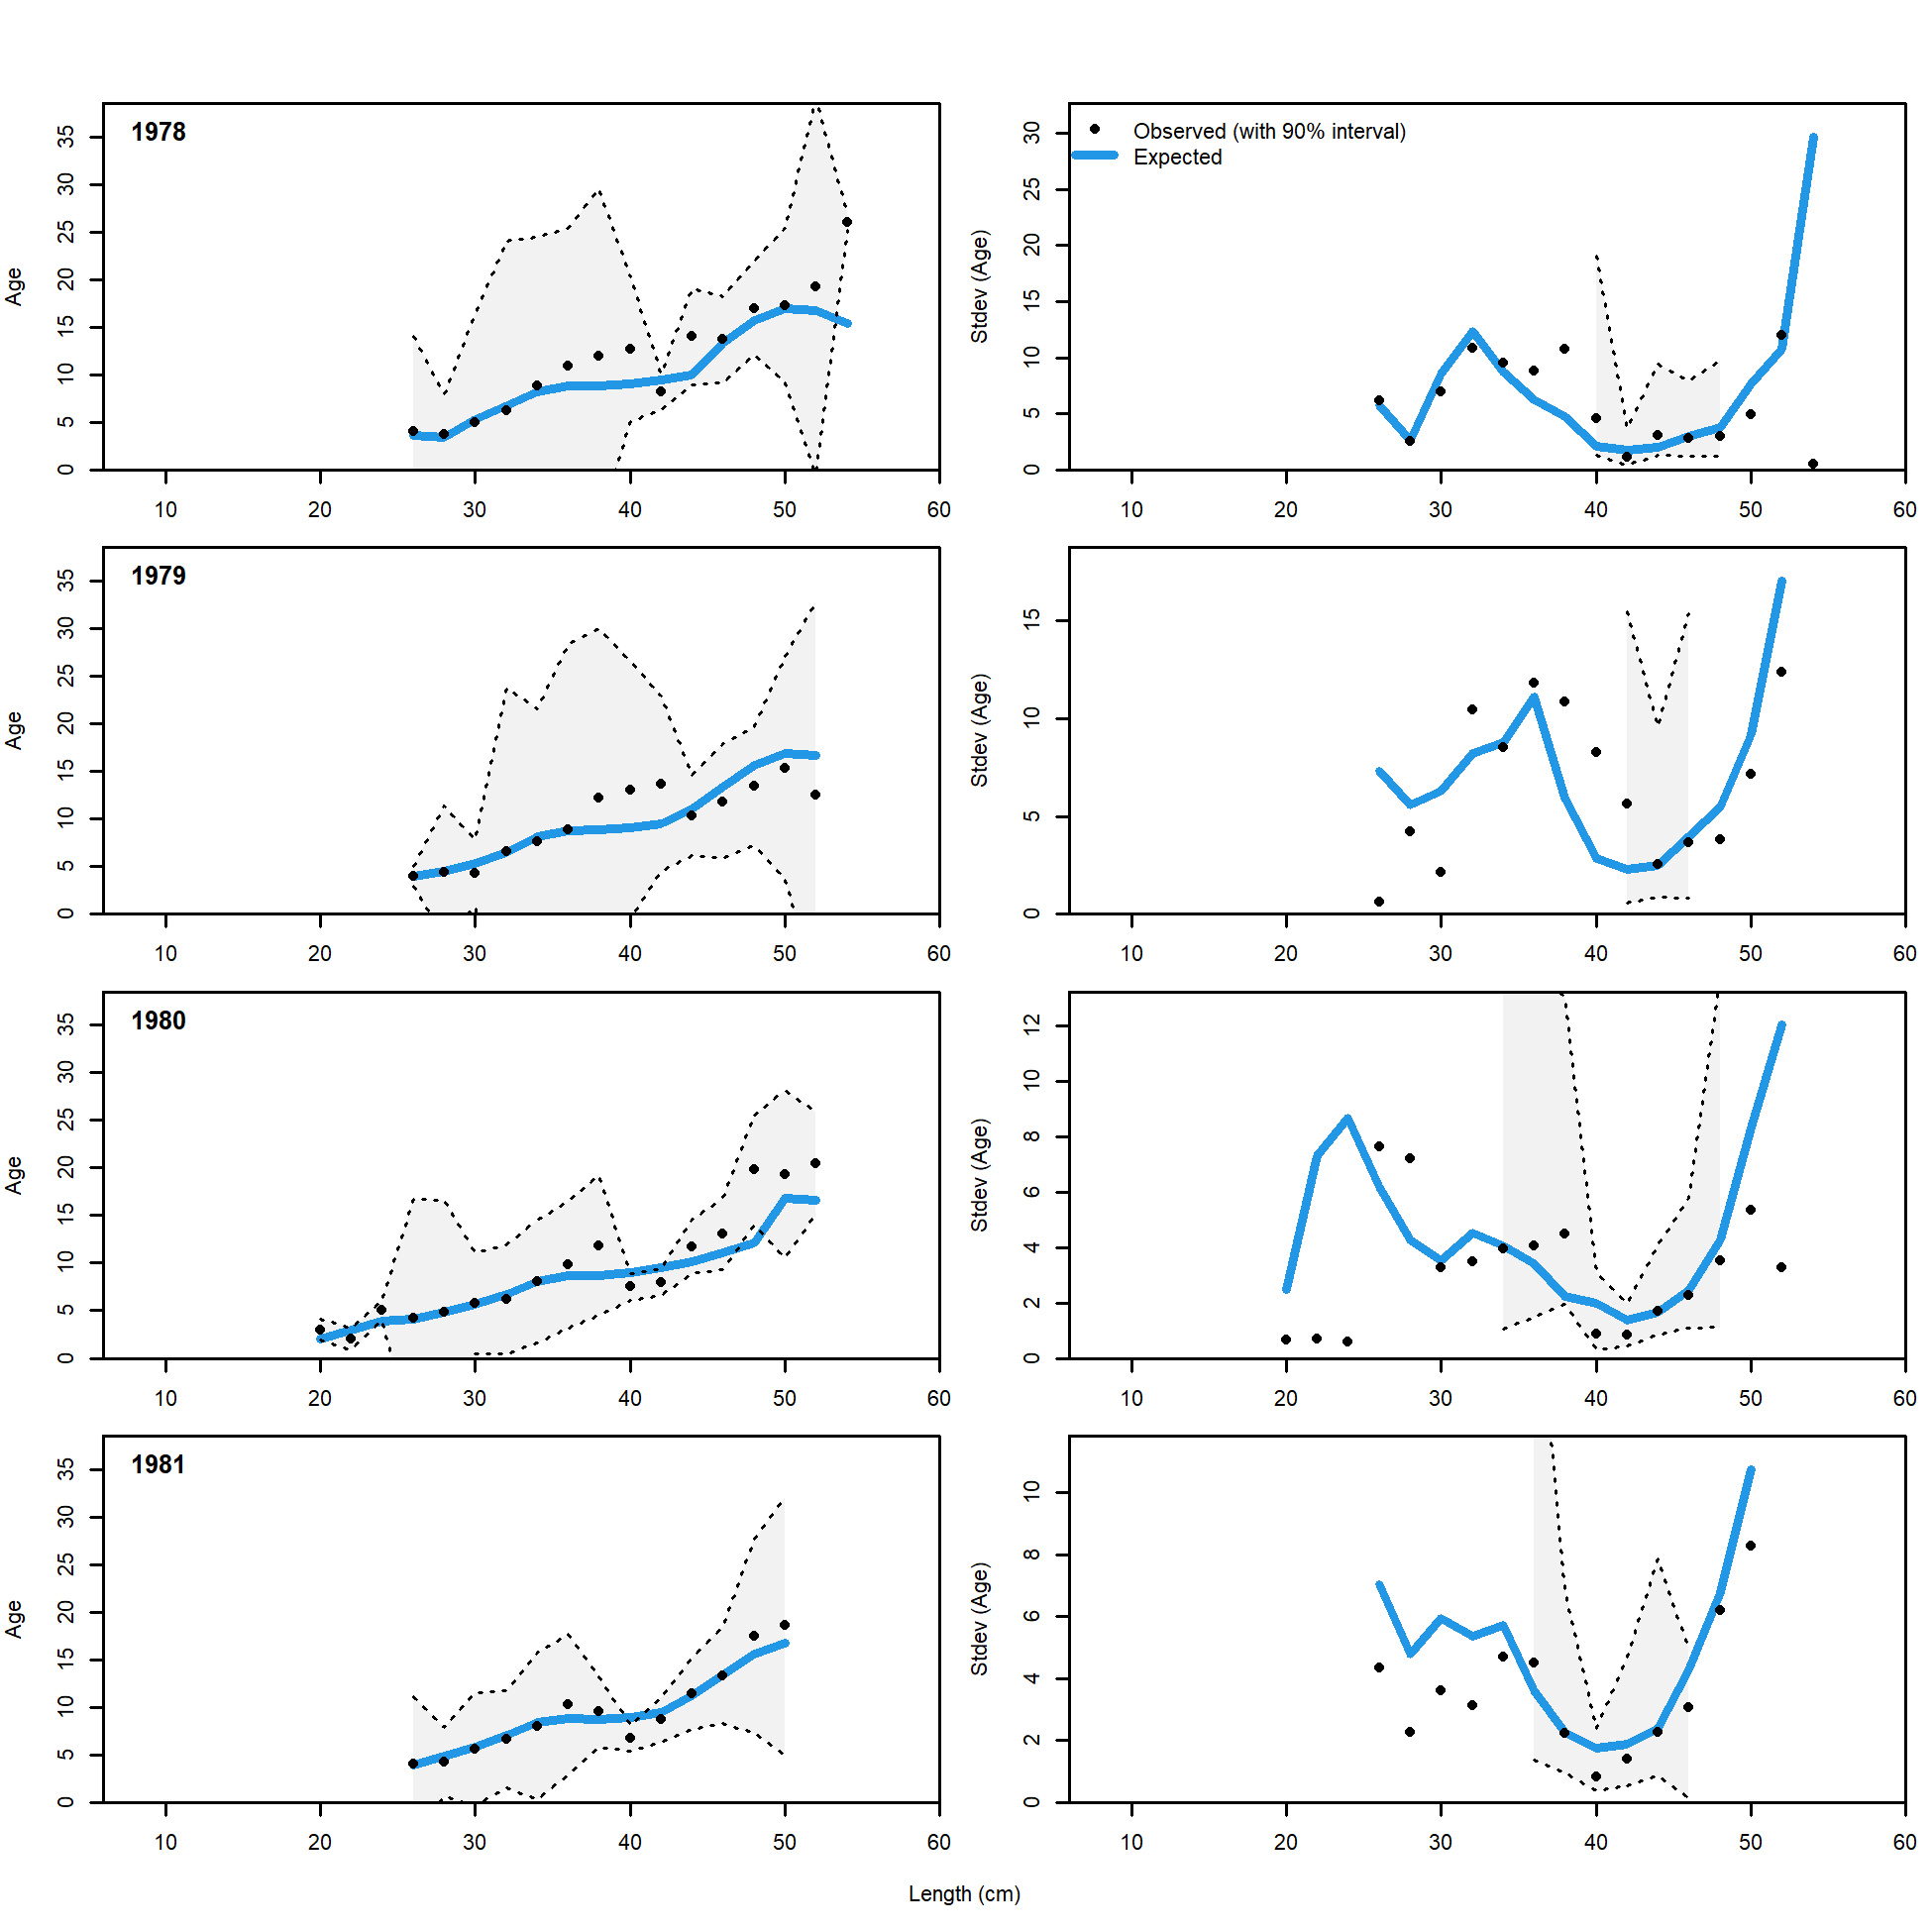 1978
Age
0 5 10 15 20 25 30 35
10 20 30 40 50 60
Observed (with 90% interval)
Expected
Stdev (Age)
0 5 10 15 20 25 30
10 20 30 40 50 60
1979
Age
0 5 10 15 20 25 30 35
10 20 30 40 50 60
Stdev (Age)
0 5 10 15
10 20 30 40 50 60
1980
Age
0 5 10 15 20 25 30 35
10 20 30 40 50 60
Stdev (Age)
0 2 4 6 8 10 12
10 20 30 40 50 60
1981
Age
0 5 10 15 20 25 30 35
10 20 30 40 50 60
Stdev (Age)
0 2 4 6 8 10
10 20 30 40 50 60
Length (cm)